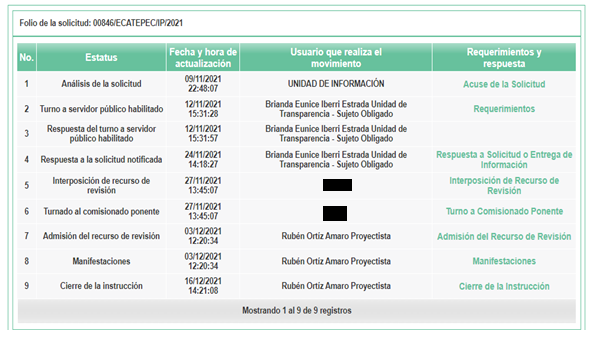 Folio de la solicitud: 00846/ECATEPEC/IP/2021
No. Estatus Fecha y hora de actualización Usuario que realiza el movimiento Requerimientos y respuesta
1 Análisis de la solicitud 09/11/2021 22:48:07 UNIDAD DE INFORMACIÓN Acuse de la Solicitud
2 Turno a servidor público habilitado 12/11/2021 15:31:28 Brianda Eunice Iberri Estrada Unidad de Transparencia - Sujeto Obligado Requerimientos
3 Respuesta del turno a servidor público habilitado 12/11/2021 15:31:57 Brianda Eunice Iberri Estrada Unidad de Transparencia - Sujeto Obligado
4 Respuesta a la solicitud notificada 24/11/2021 14:18:27 Brianda Eunice Iberri Estrada Unidad de Transparencia - Sujeto Obligado Respuesta a Solicitud o Entrega de Información
5 Interposición de recurso de revisión 27/11/2021 13:45:07 Interposición de Recurso de Revisión
6 Turnado al comisionado ponente 27/11/2021 13:45:07 Turno a Comisionado Ponente
7 Admisión del recurso de revisión 03/12/2021 12:20:34 Rubén Ortíz Amaro Proyectista Admisión del Recurso de Revisión
8 Manifestaciones 03/12/2021 12:20:34 Rubén Ortíz Amaro Proyectista Manifestaciones
9 Cierre de la instrucción 16/12/2021 14:21:08 Rubén Ortíz Amaro Proyectista Cierre de la Instrucción
Mostrando 1 al 9 de 9 registros